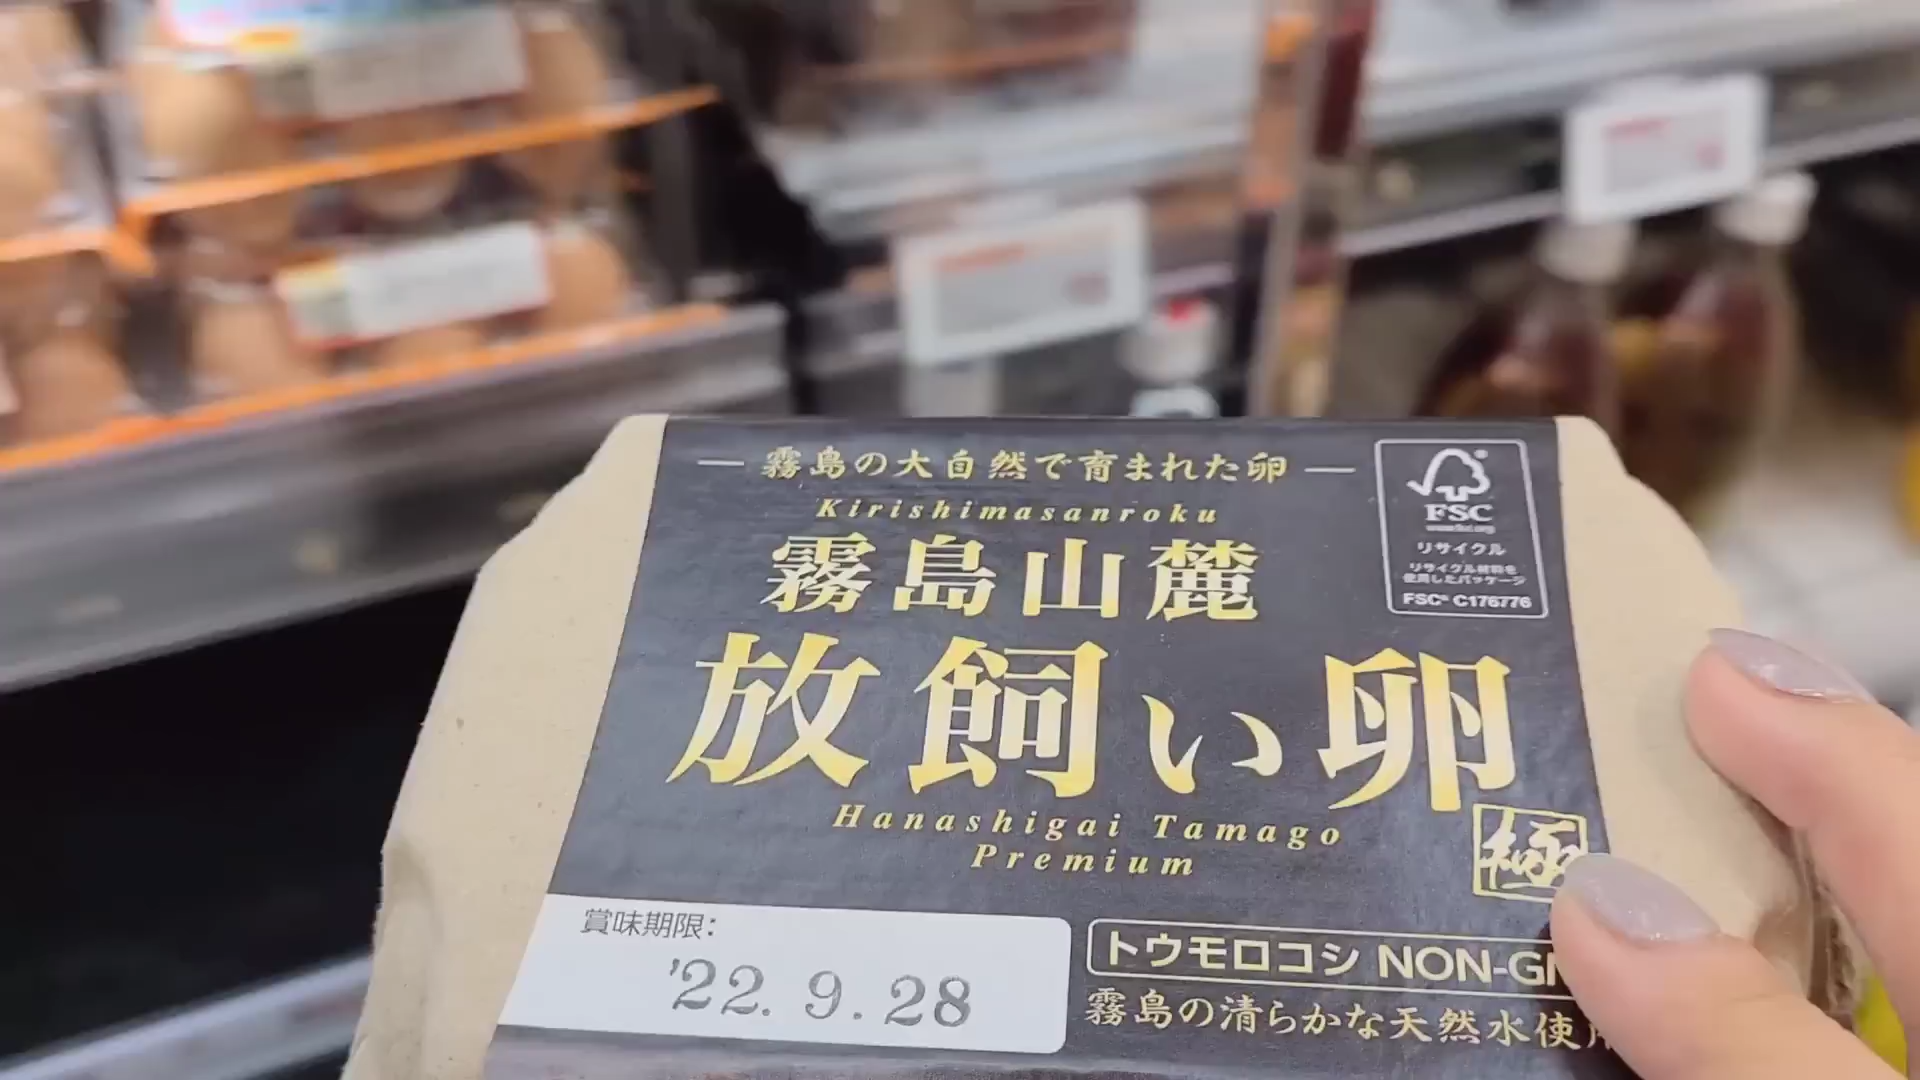 霧島の大自然で育まれた卵
Kirishimasanroku
霧島山麓
放飼い卵
Hanashigai Tamago
Premium
極
FSC
リサイクル
リサイクル材料を
使用したパッケージ
FSC® C176776
賞味期限:
'22. 9. 28
トウモロコシ NON-G
霧島の清らかな天然水使